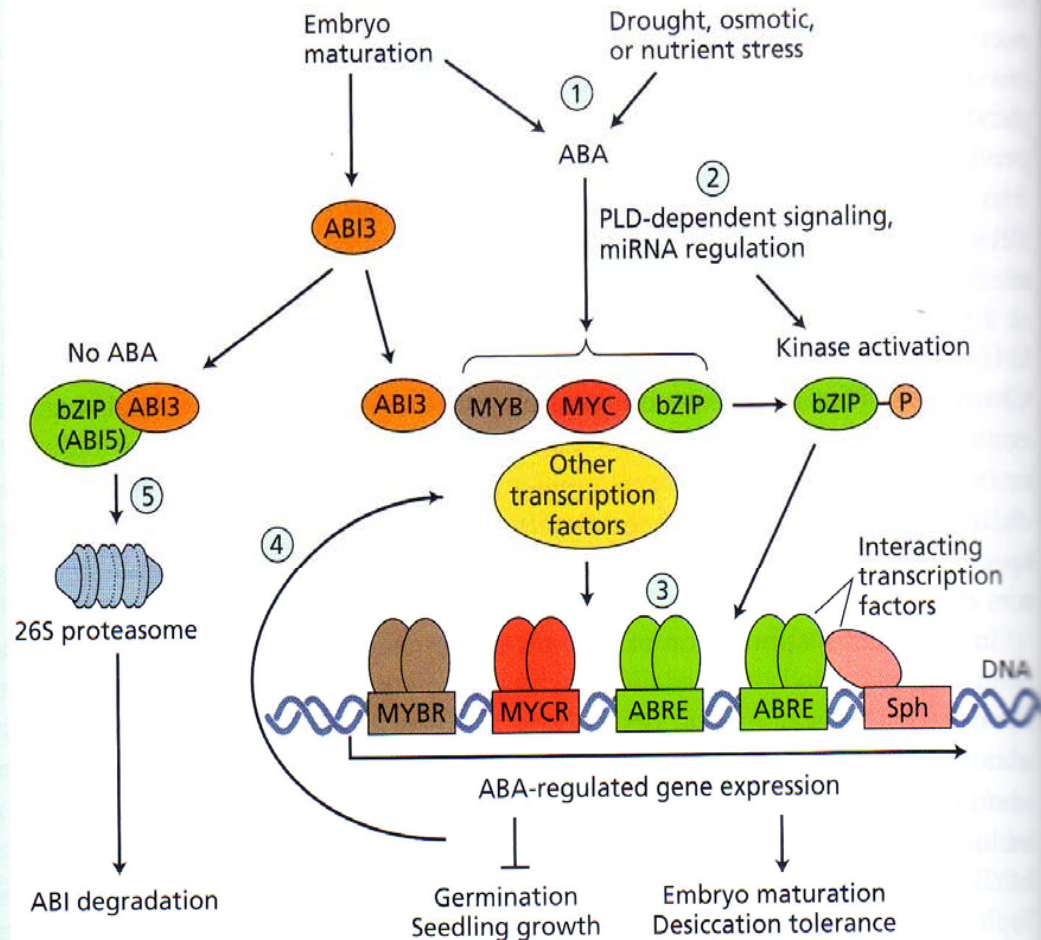 Embryo
maturation
Drought, osmotic,
or nutrient stress
1
ABA
2
PLD-dependent signaling,
miRNA regulation
ABI3
No ABA
Kinase activation
bZIP
(ABI5)
ABI3
ABI3
MYB
MYC
bZIP
bZIP
P
Other
transcription
factors
5
4
3
Interacting
transcription
factors
26S proteasome
DNA
MYBR
MYCR
ABRE
ABRE
Sph
ABA-regulated gene expression
ABI degradation
Germination
Seedling growth
Embryo maturation
Desiccation tolerance